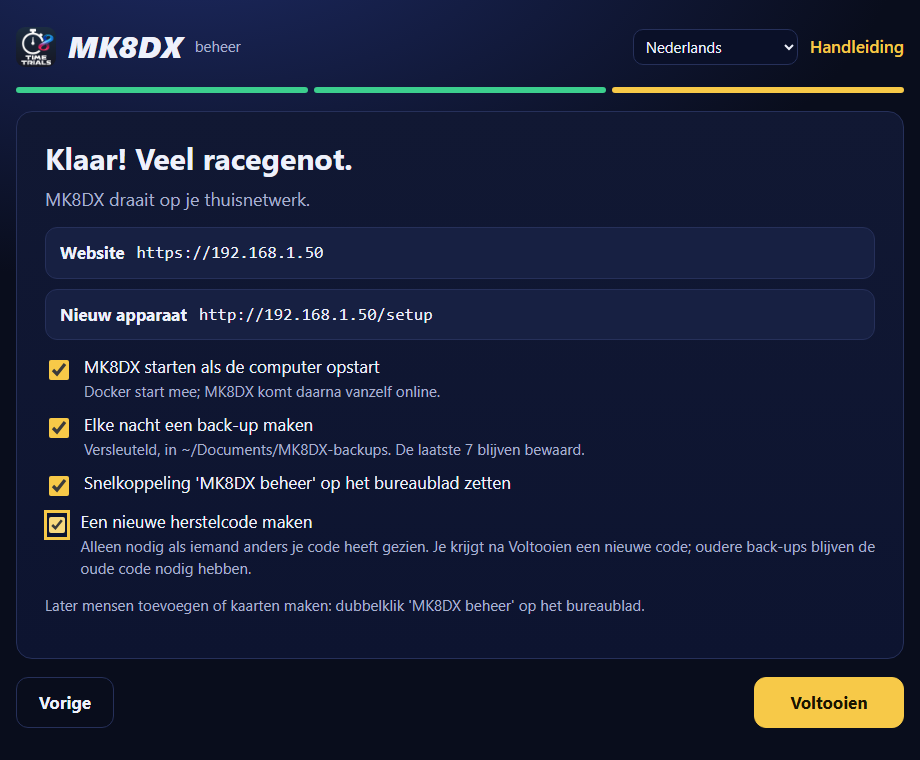 TIME
TRIALS
MK8DX beheer
Nederlands
Handleiding
Klaar! Veel racegenot.
MK8DX draait op je thuisnetwerk.
Website https://192.168.1.50
Nieuw apparaat http://192.168.1.50/setup
MK8DX starten als de computer opstart
Docker start mee; MK8DX komt daarna vanzelf online.
Elke nacht een back-up maken
Versleuteld, in ~/Documents/MK8DX-backups. De laatste 7 blijven bewaard.
Snelkoppeling 'MK8DX beheer' op het bureaublad zetten
Een nieuwe herstelcode maken
Alleen nodig als iemand anders je code heeft gezien. Je krijgt na Voltooien een nieuwe code; oudere back-ups blijven de
oude code nodig hebben.
Later mensen toevoegen of kaarten maken: dubbelklik 'MK8DX beheer' op het bureaublad.
Vorige
Voltooien